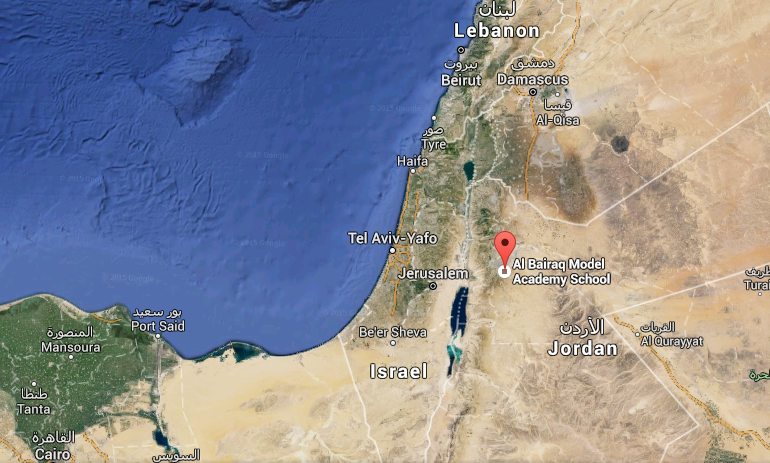 لبنان
Lebanon
بيروت
Beirut
دمشق
Damascus
Al-Qisa
صور
Tyre
Haifa
Tel Aviv-Yafo
Jerusalem
Al Bairaq Model
Academy School
بور سعيد
Port Said
المنصورة
Mansoura
Be'er Sheva
Israel
الأردن
Jordan
القريات
Al Qurayyat
طريف
Turai
طنطا
Tanta
القاهرة
Cairo
السويس